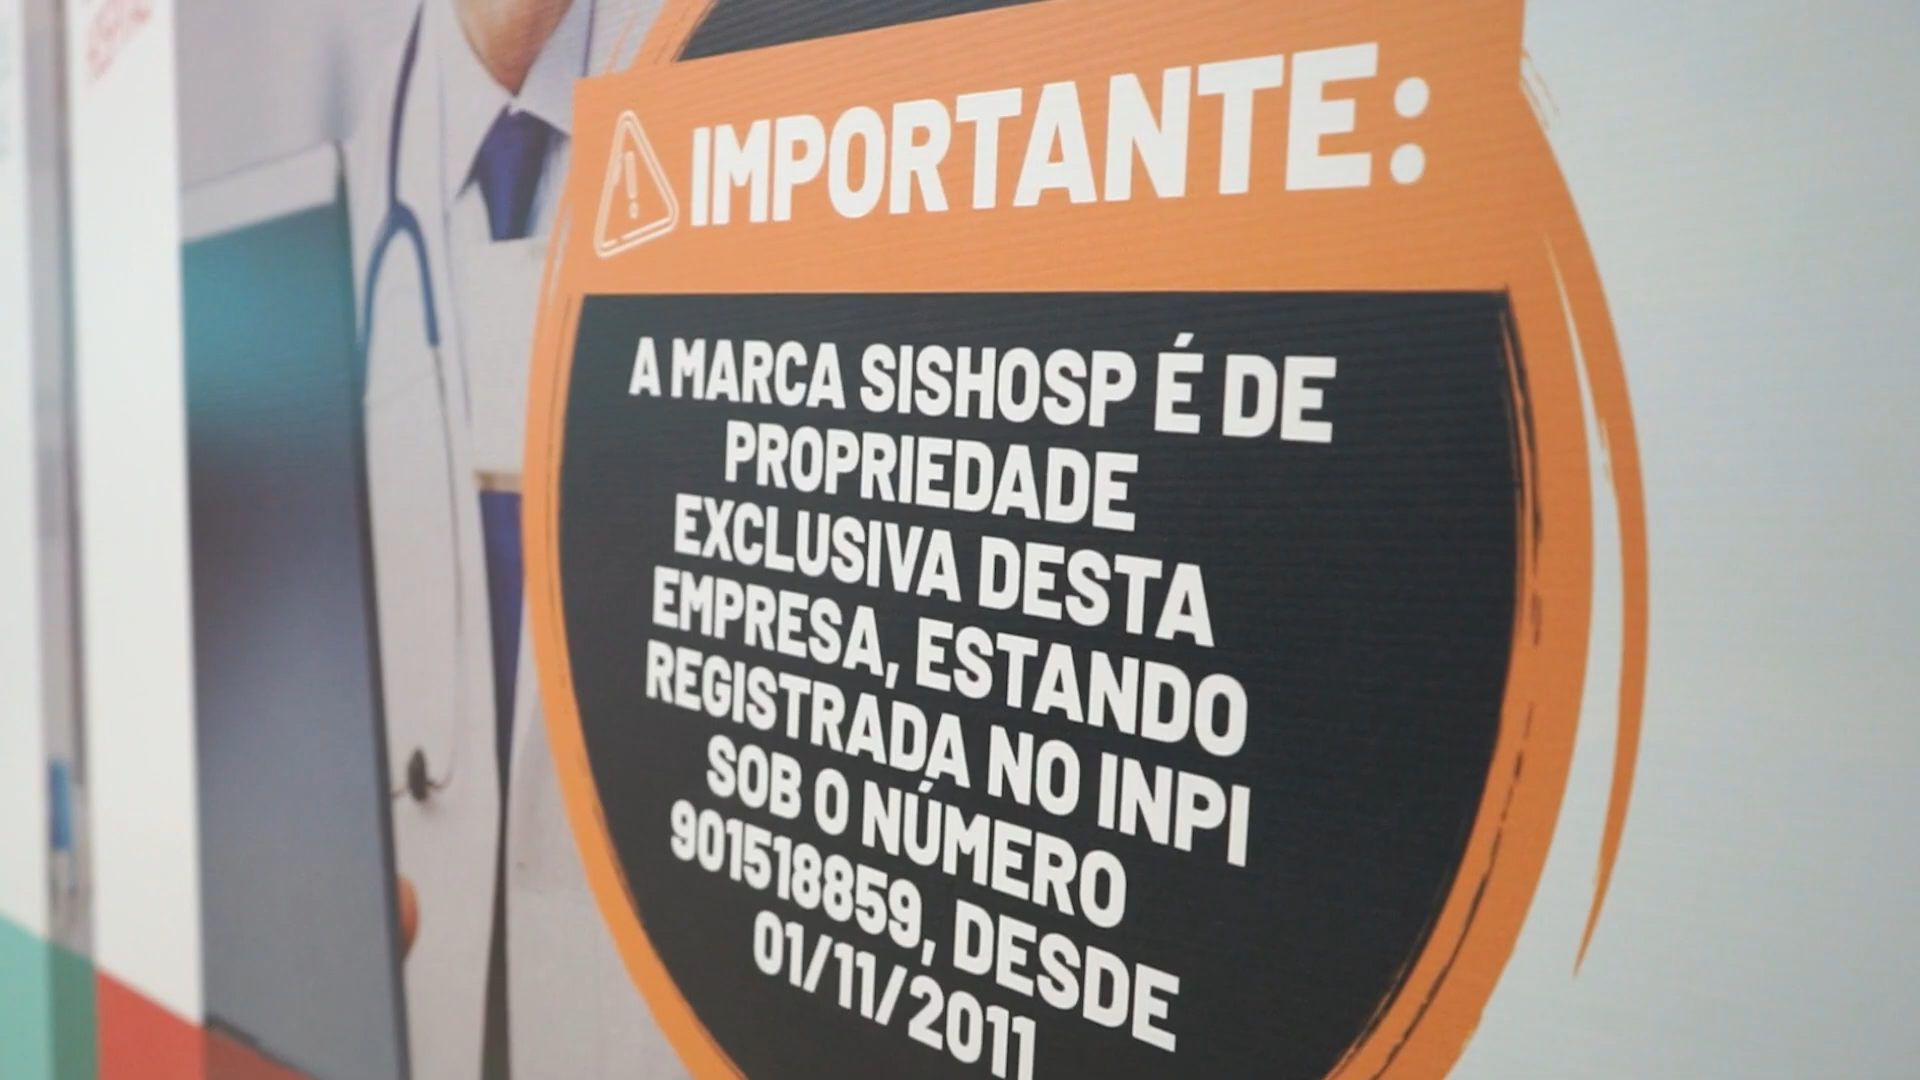 IMPORTANTE:
A MARCA SISHOSP É DE
PROPRIEDADE
EXCLUSIVA DESTA
EMPRESA, ESTANDO
REGISTRADA NO INPI
SOB O NÚMERO
901518859, DESDE
01/11/2011